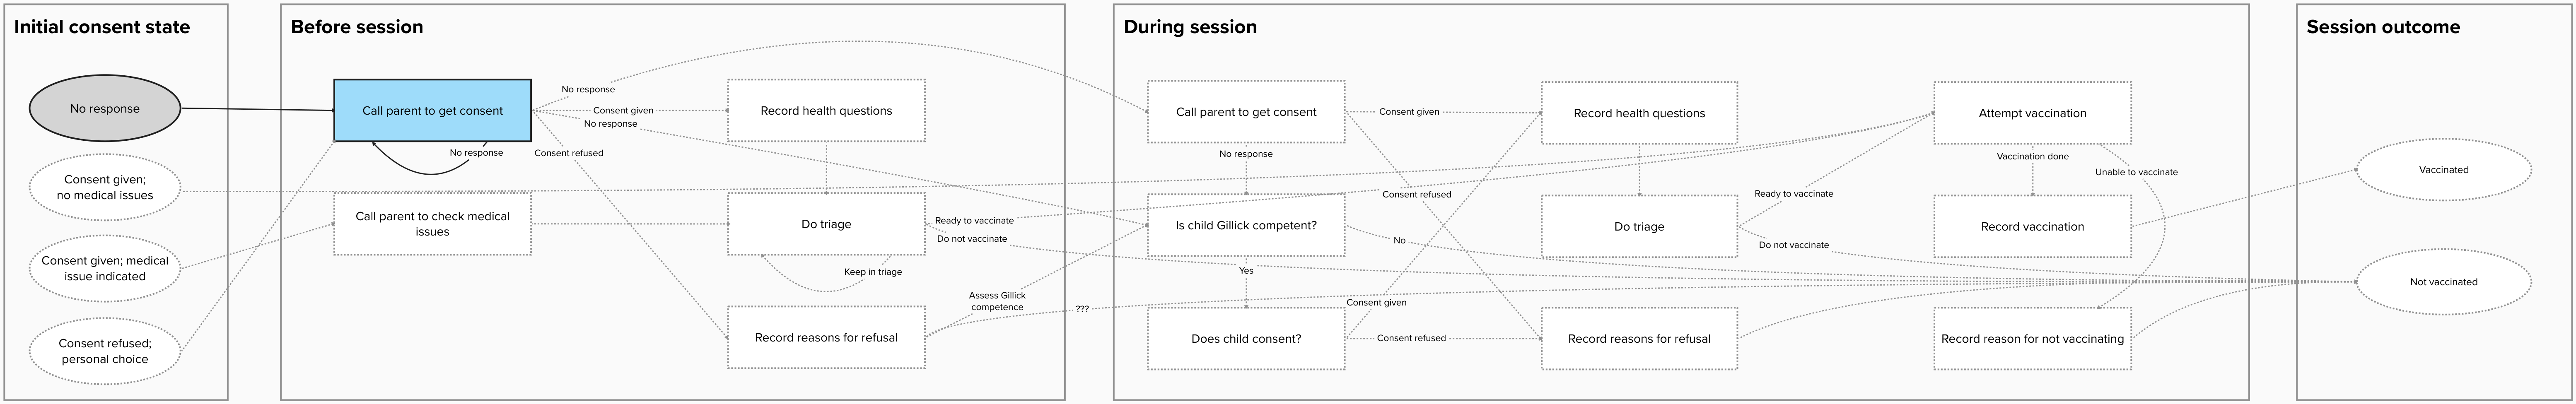 Initial consent state
No response
Consent given;
no medical issues
Consent given; medical
issue indicated
Consent refused;
personal choice
Before session
Call parent to get consent
No response
No response
Consent given
No response
Consent refused
Record health questions
Call parent to check medical
issues
Do triage
Ready to vaccinate
Do not vaccinate
Keep in triage
Record reasons for refusal
Assess Gillick
competence
???
During session
Call parent to get consent
No response
Consent given
Consent refused
Is child Gillick competent?
No
Yes
Does child consent?
Consent given
Consent refused
Record health questions
Do triage
Ready to vaccinate
Do not vaccinate
Record reasons for refusal
Attempt vaccination
Vaccination done
Unable to vaccinate
Record vaccination
Record reason for not vaccinating
Session outcome
Vaccinated
Not vaccinated